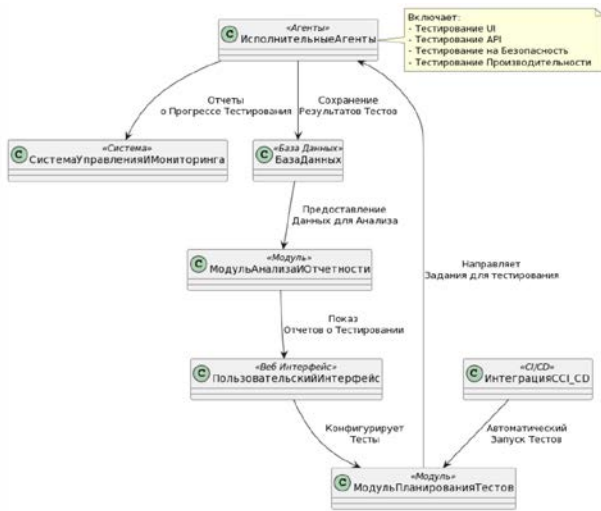 «Агенты»
C ИсполнительныеАгенты
Включает:
- Тестирование UI
- Тестирование API
- Тестирование на Безопасность
- Тестирование Производительности
Отчеты
о Прогрессе Тестирования
Сохранение
Результатов Тестов
«Система»
C СистемаУправленияИМониторинга
«База Данных»
C БазаДанных
Предоставление
Данных для Анализа
«Модуль»
C МодульАнализаИОтчетности
Направляет
Задания для тестирования
Показ
Отчетов о Тестировании
«Веб Интерфейс»
C ПользовательскийИнтерфейс
«CI/CD»
C ИнтеграцияCCI_CD
Конфигурирует
Тесты
Автоматический
Запуск Тестов
«Модуль»
C МодульПланированияТестов